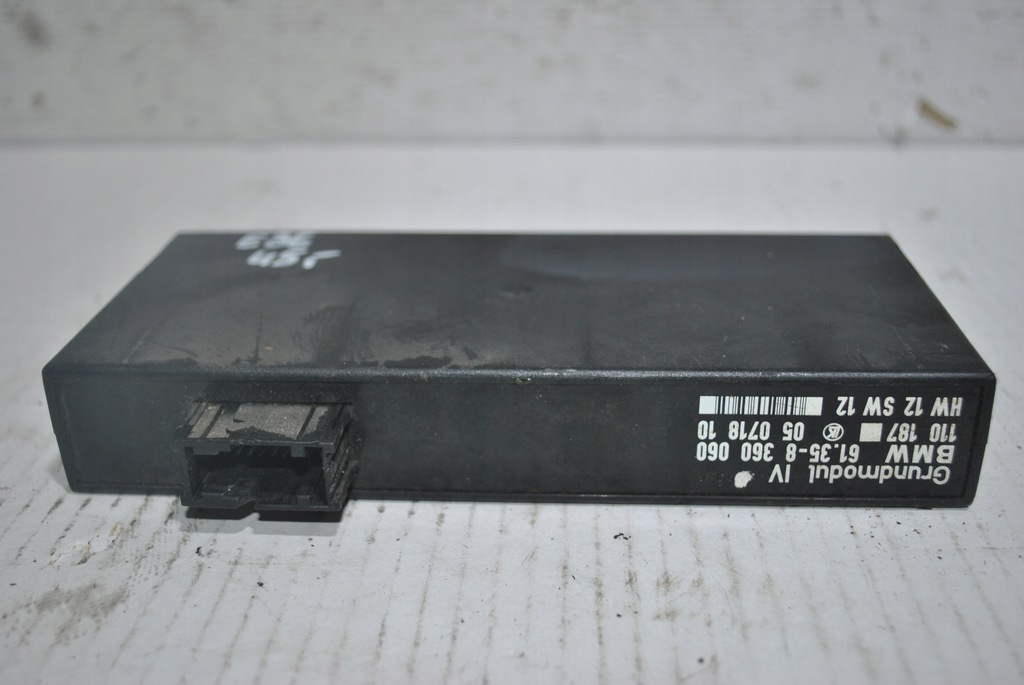 Grundmodul IV
BMW 61.35-8 360 060
110 187 05 0718 10
HW 12 SW 12